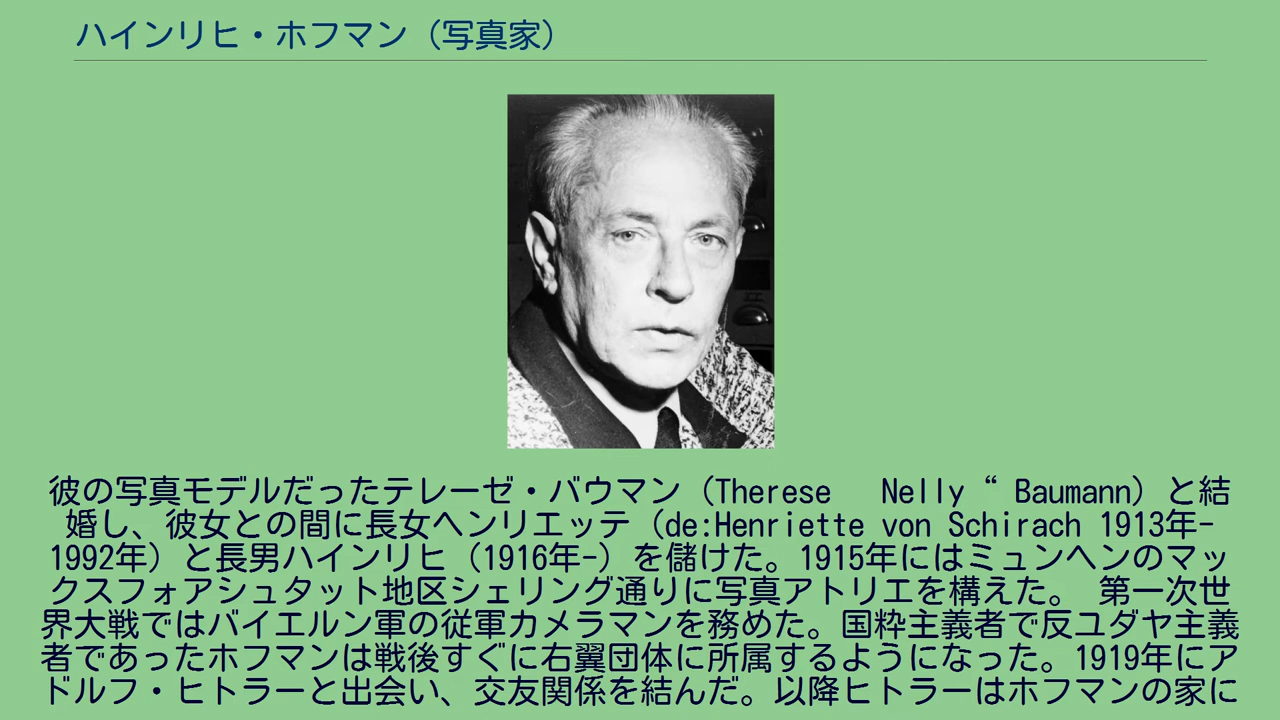 ハインリヒ・ホフマン（写真家）
彼の写真モデルだったテレーゼ・バウマン（Therese　Nelly “ Baumann）と結
婚し、彼女との間に長女ヘンリエッテ（de:Henriette von Schirach 1913年-
1992年）と長男ハインリヒ（1916年-）を儲けた。1915年にはミュンヘンのマッ
クスフォアシュタット地区シェリング通りに写真アトリエを構えた。 第一次世
界大戦ではバイエルン軍の従軍カメラマンを務めた。国粋主義者で反ユダヤ主義
者であったホフマンは戦後すぐに右翼団体に所属するようになった。1919年にア
ドルフ・ヒトラーと出会い、交友関係を結んだ。以降ヒトラーはホフマンの家に